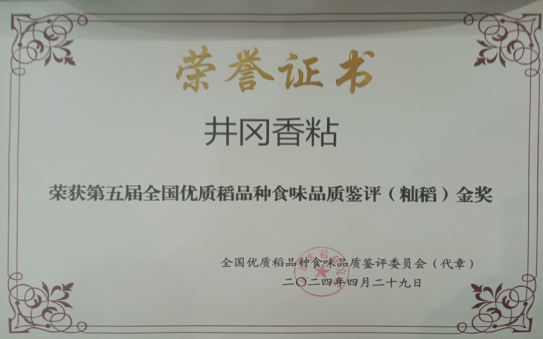 荣誉证书
井冈香粘
荣获第五届全国优质稻品种食味品质鉴评（籼稻）金奖
全国优质稻品种食味品质鉴评委员会（代章）
二〇二四年四月二十九日